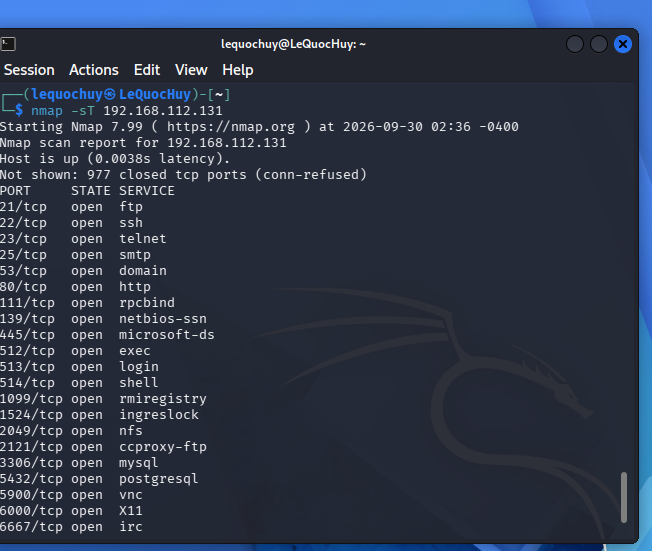 lequochuy@LeQuocHuy: ~
Session Actions Edit View Help
┌──(lequochuy㉿LeQuocHuy)-[~]
└─$ nmap -sT 192.168.112.131
Starting Nmap 7.99 ( https://nmap.org ) at 2026-09-30 02:36 -0400
Nmap scan report for 192.168.112.131
Host is up (0.0038s latency).
Not shown: 977 closed tcp ports (conn-refused)
PORT     STATE SERVICE
21/tcp   open  ftp
22/tcp   open  ssh
23/tcp   open  telnet
25/tcp   open  smtp
53/tcp   open  domain
80/tcp   open  http
111/tcp  open  rpcbind
139/tcp  open  netbios-ssn
445/tcp  open  microsoft-ds
512/tcp  open  exec
513/tcp  open  login
514/tcp  open  shell
1099/tcp open  rmiregistry
1524/tcp open  ingreslock
2049/tcp open  nfs
2121/tcp open  ccproxy-ftp
3306/tcp open  mysql
5432/tcp open  postgresql
5900/tcp open  vnc
6000/tcp open  X11
6667/tcp open  irc